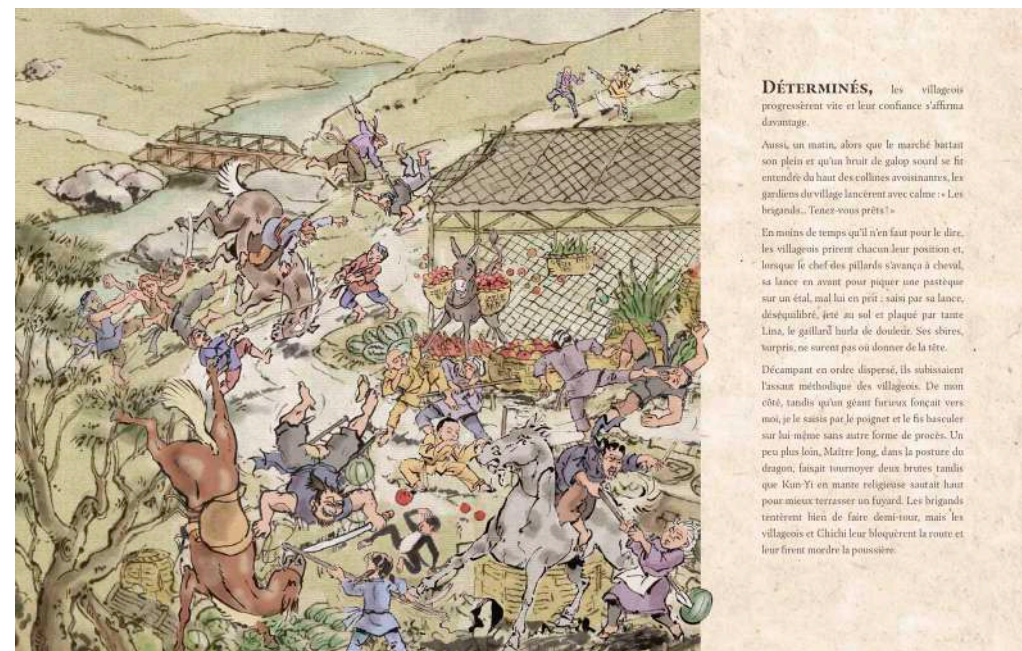 DÉTERMINÉS, les villageois
progressèrent vite et leur confiance s'affirma
davantage.
Aussi, un matin, alors que le marché battait
son plein et qu'un bruit de galop sourd se fit
entendre du haut des collines avoisinantes, les
gardiens du village lancèrent avec calme : « Les
brigands... Tenez-vous prêts ! »
En moins de temps qu'il n'en faut pour le dire,
les villageois prirent chacun leur position et,
lorsque le chef des pillards s'avança à cheval,
sa lance en avant pour piquer une pastèque
sur un étal, mal lui en prit : saisi par sa lance,
déséquilibré, jeté au sol et plaqué par tante
Lina, le gaillard hurla de douleur. Ses sbires,
surpris, ne surent pas où donner de la tête.
Décampant en ordre dispersé, ils subissaient
l'assaut méthodique des villageois. De mon
côté, tandis qu'un géant furieux fonçait vers
moi, je le saisis par le poignet et le fis basculer
sur lui-même sans autre forme de procès. Un
peu plus loin, Maître Jong, dans la posture du
dragon, faisait tournoyer deux brutes tandis
que Kun-Yi en mante religieuse sautait haut
pour mieux terrasser un fuyard. Les brigands
tentèrent bien de faire demi-tour, mais les
villageois et Chichi leur bloquèrent la route et
leur firent mordre la poussière.